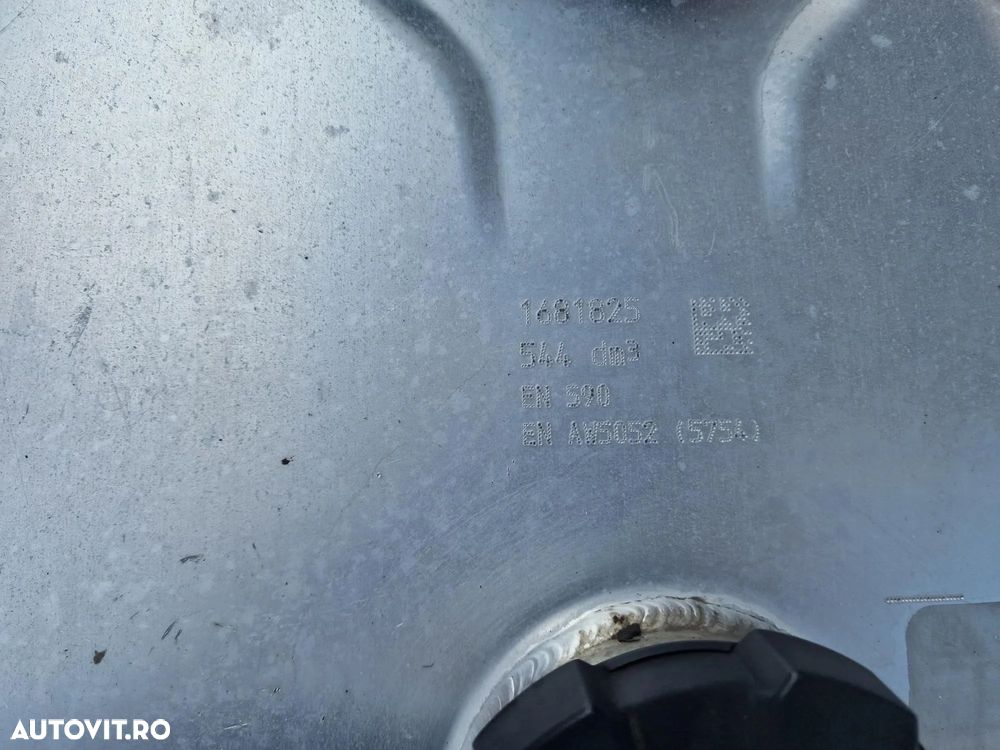 1681825
544 dm³
EN 590
EN AW5052 (5754)
AUTOVIT.RO